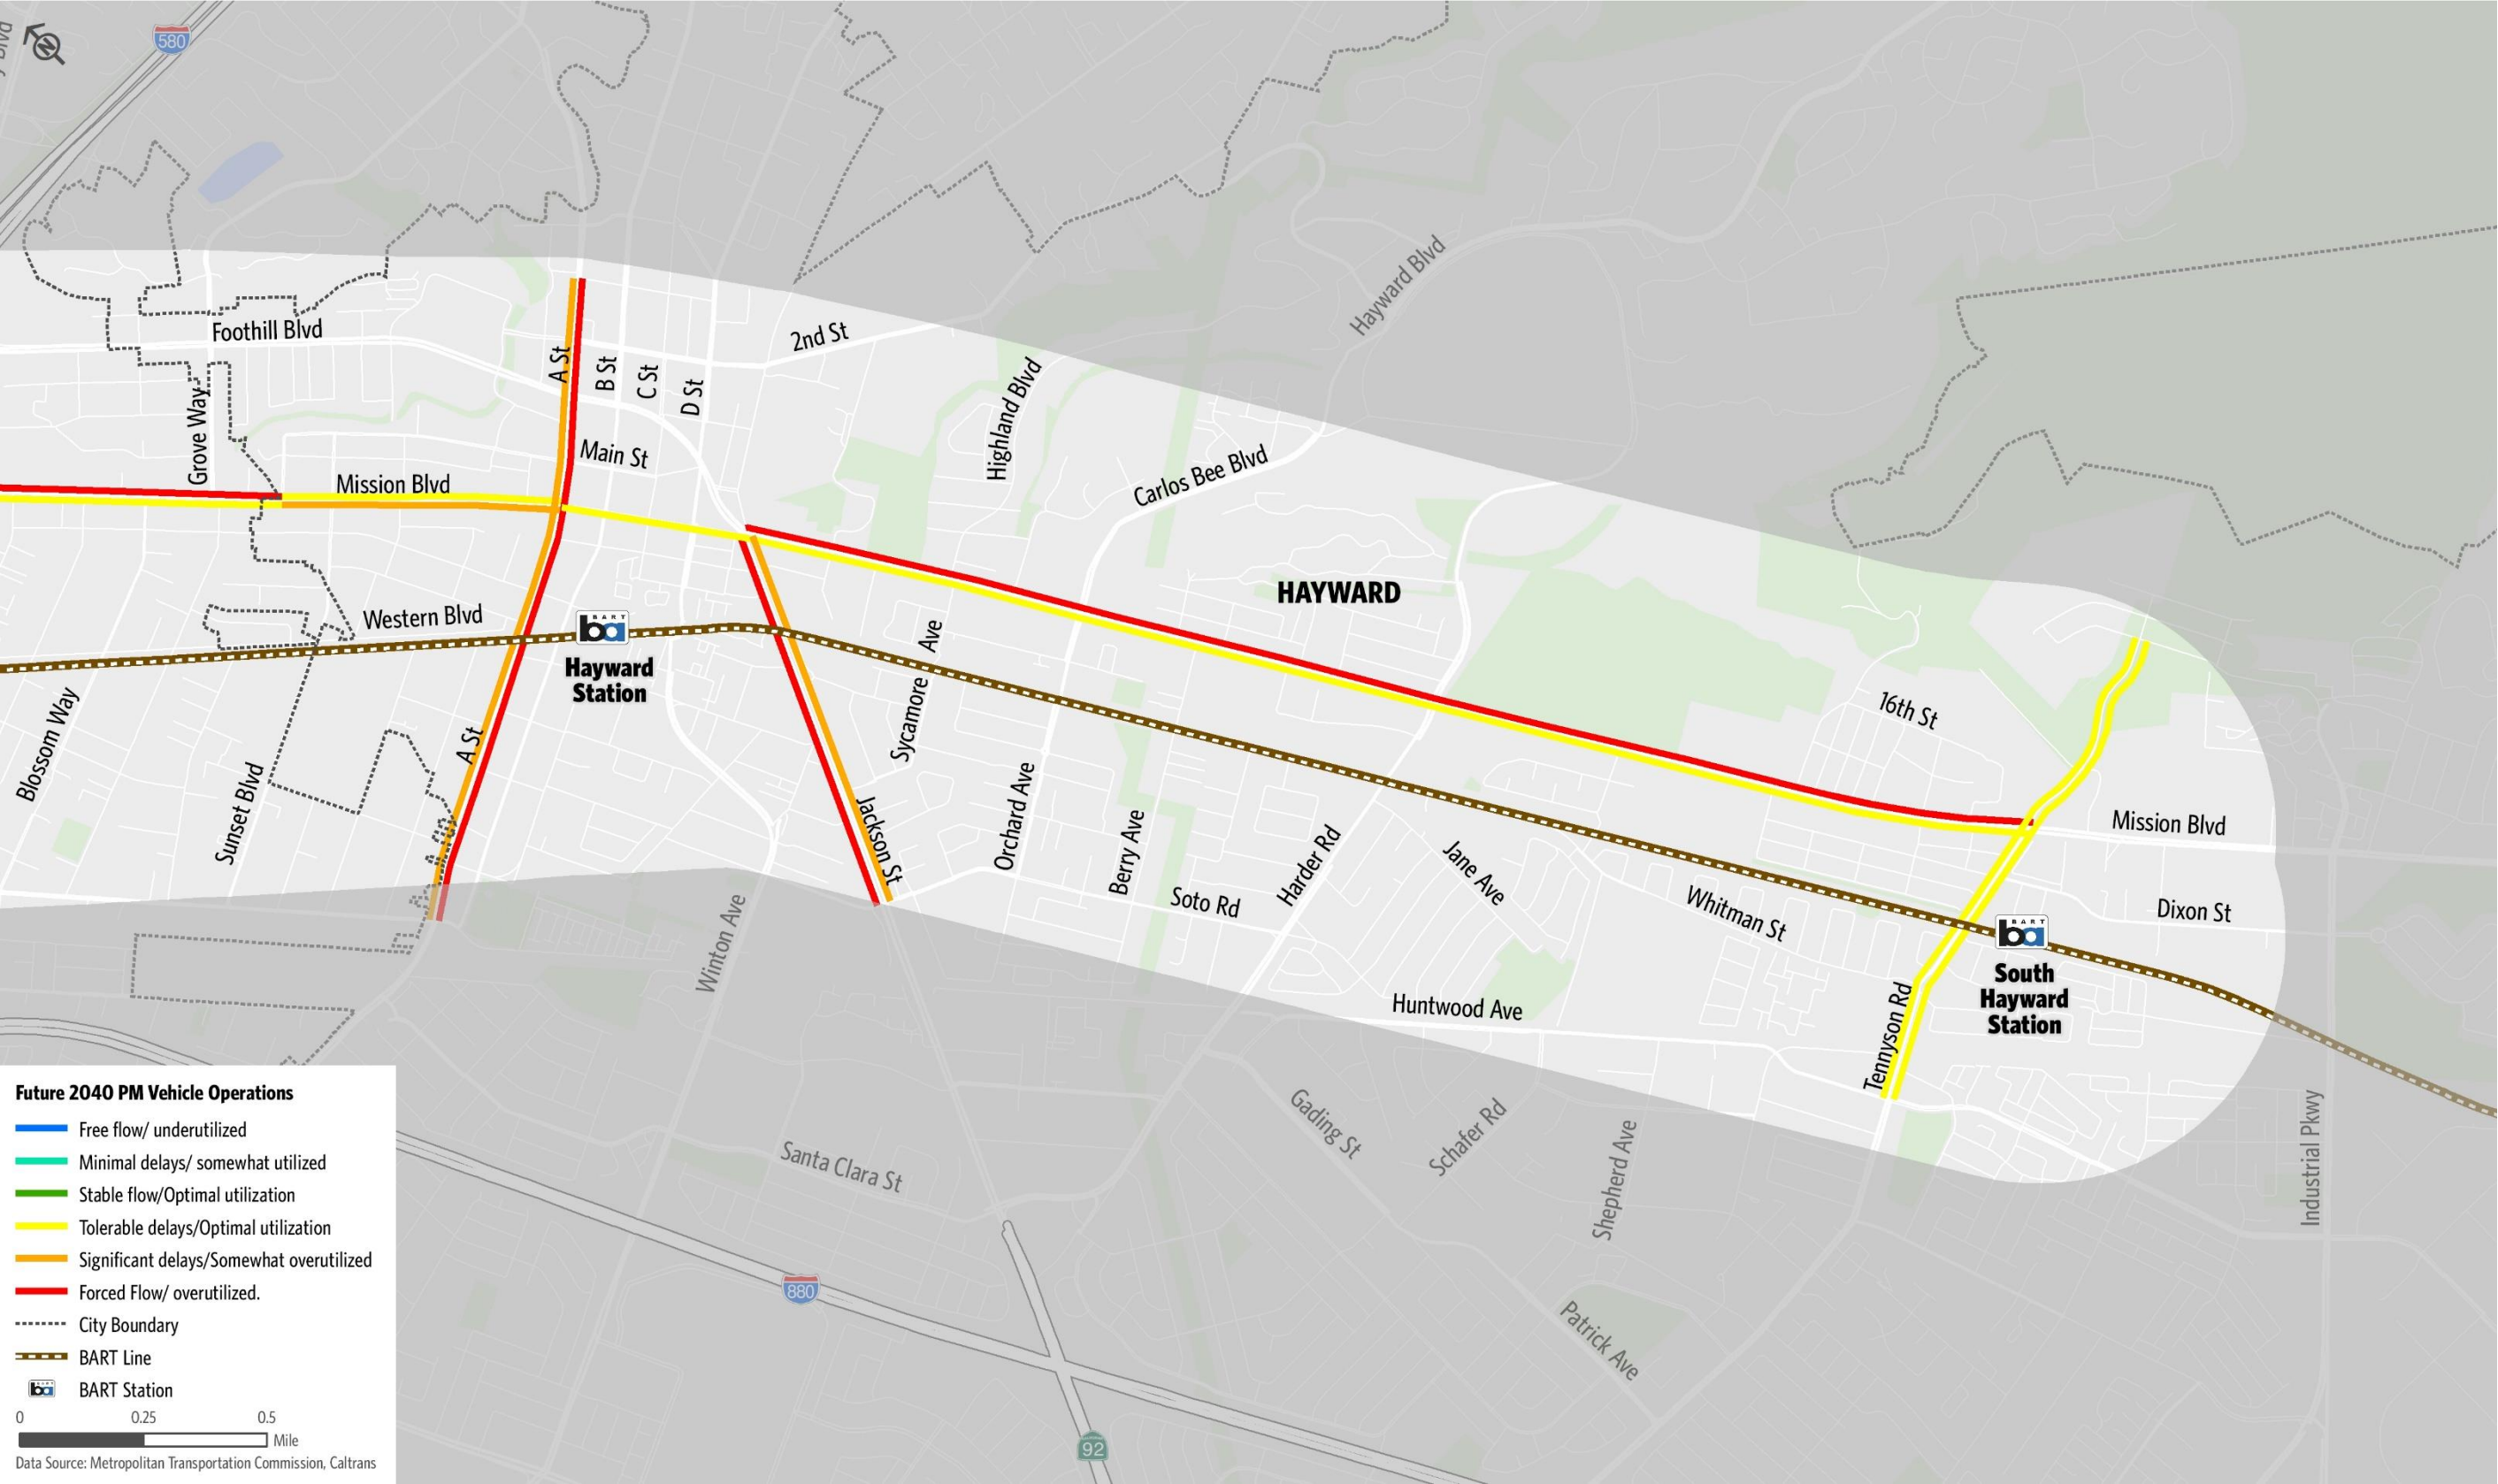 Blvd
N
580
Foothill Blvd
2nd St
Hayward Blvd
A St
B St
C St
D St
Grove Way
Highland Blvd
Main St
Carlos Bee Blvd
Mission Blvd
HAYWARD
Western Blvd
BART
ba
Hayward
Station
Sycamore Ave
Blossom Way
Sunset Blvd
A St
16th St
Jackson St
Orchard Ave
Berry Ave
Harder Rd
Jane Ave
Mission Blvd
Winton Ave
Soto Rd
Whitman St
Dixon St
BART
ba
South
Hayward
Station
Huntwood Ave
Tennyson Rd
Gading St
Schafer Rd
Shepherd Ave
Industrial Pkwy
Santa Clara St
880
Patrick Ave
92
Future 2040 PM Vehicle Operations
Free flow/ underutilized
Minimal delays/ somewhat utilized
Stable flow/Optimal utilization
Tolerable delays/Optimal utilization
Significant delays/Somewhat overutilized
Forced Flow/ overutilized.
City Boundary
BART Line
ba BART Station
0 0.25 0.5
Mile
Data Source: Metropolitan Transportation Commission, Caltrans